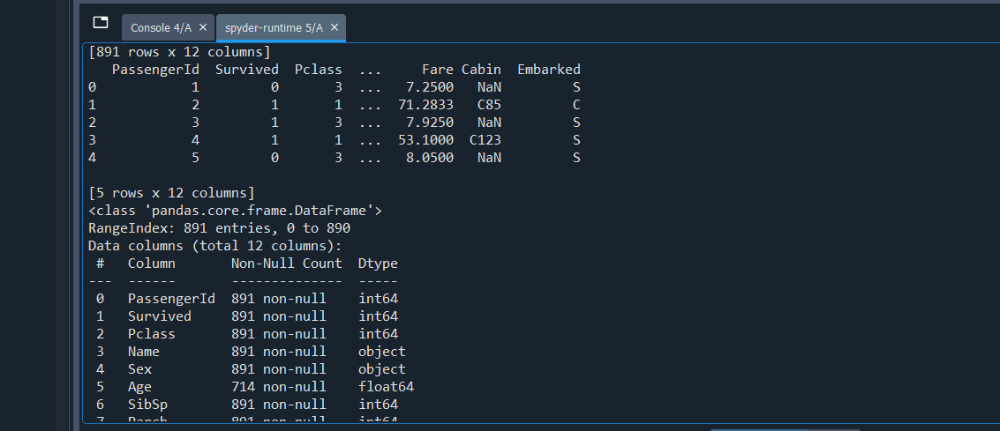 Console 4/A × spyder-runtime 5/A ×
[891 rows x 12 columns]
   PassengerId  Survived  Pclass  ...     Fare Cabin  Embarked
0            1         0       3  ...   7.2500   NaN         S
1            2         1       1  ...  71.2833   C85         C
2            3         1       3  ...   7.9250   NaN         S
3            4         1       1  ...  53.1000  C123         S
4            5         0       3  ...   8.0500   NaN         S
[5 rows x 12 columns]
<class 'pandas.core.frame.DataFrame'>
RangeIndex: 891 entries, 0 to 890
Data columns (total 12 columns):
 #   Column       Non-Null Count  Dtype
---  ------       --------------  -----
 0   PassengerId  891 non-null    int64
 1   Survived     891 non-null    int64
 2   Pclass       891 non-null    int64
 3   Name         891 non-null    object
 4   Sex          891 non-null    object
 5   Age          714 non-null    float64
 6   SibSp        891 non-null    int64
 7   Parch        891 non-null    int64